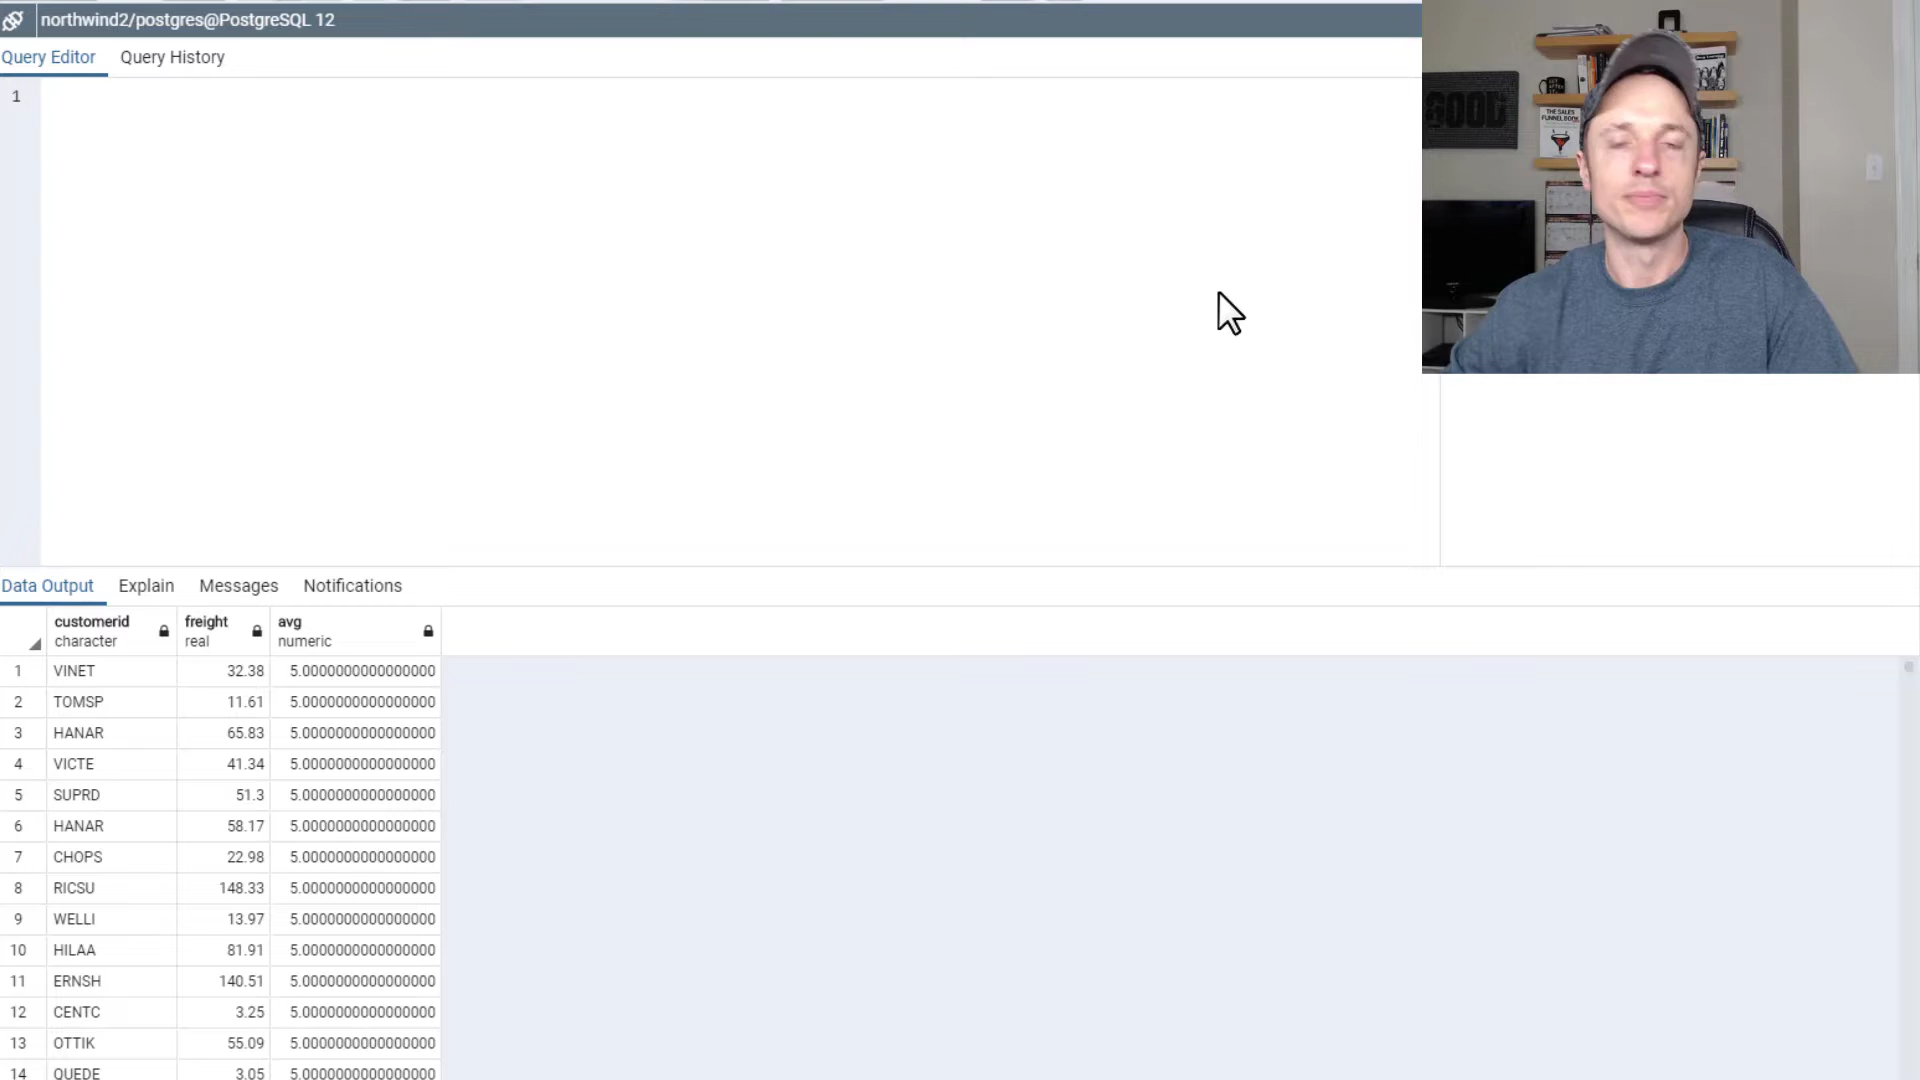 northwind2/postgres@PostgreSQL 12
Query Editor Query History
1
GOOD
THE SALES
FUNNEL BOOK
Data Output Explain Messages Notifications
customerid freight avg
character real numeric
1 VINET 32.38 5.0000000000000000
2 TOMSP 11.61 5.0000000000000000
3 HANAR 65.83 5.0000000000000000
4 VICTE 41.34 5.0000000000000000
5 SUPRD 51.3 5.0000000000000000
6 HANAR 58.17 5.0000000000000000
7 CHOPS 22.98 5.0000000000000000
8 RICSU 148.33 5.0000000000000000
9 WELLI 13.97 5.0000000000000000
10 HILAA 81.91 5.0000000000000000
11 ERNSH 140.51 5.0000000000000000
12 CENTC 3.25 5.0000000000000000
13 OTTIK 55.09 5.0000000000000000
14 QUEDE 3.05 5.0000000000000000